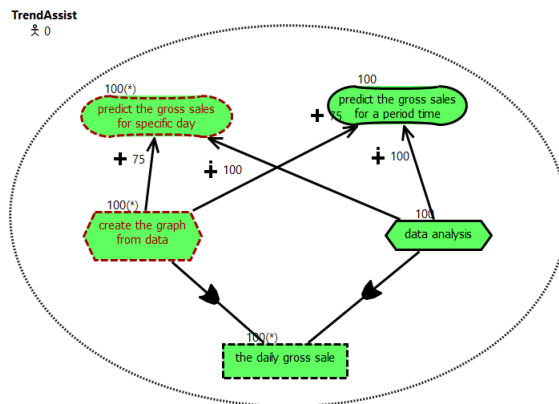 TrendAssist
0
100(*)
predict the gross sales
for specific day
100
predict the gross sales
for a period time
75
75
100
100
100(*)
create the graph
from data
100
data analysis
100(*)
the daily gross sale